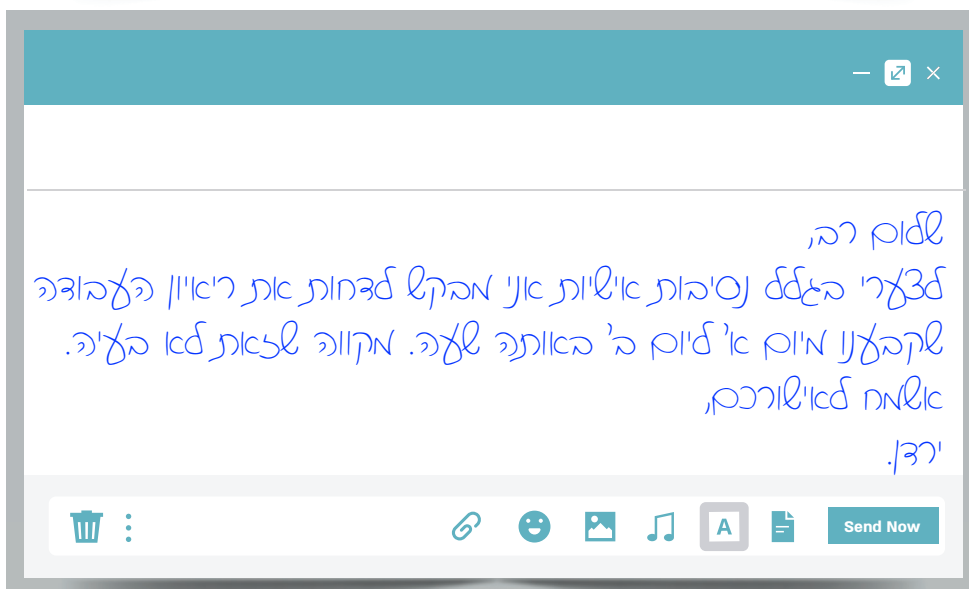 שלום רב,
לצערי בגלל נסיבות אישיות אני מבקש לדחות את ריאיון העבודה
שקבענו מיום א' ליום ב' באותה שעה. מקווה שזאת לא בעיה.
אשמח לאישורכם,
ירדן.
A
Send Now